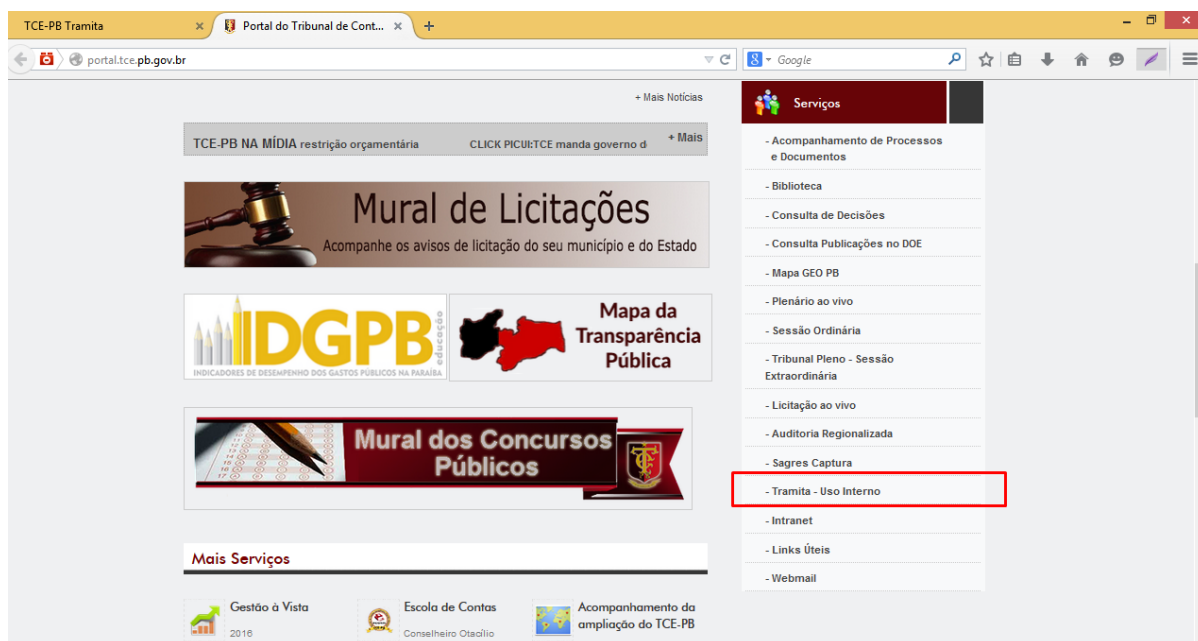 TCE-PB Tramita
Portal do Tribunal de Cont...
portal.tce.pb.gov.br
Google
+ Mais Notícias
TCE-PB NA MÍDIA restrição orçamentária
CLICK PICUI:TCE manda governo d
+ Mais
Mural de Licitações
Acompanhe os avisos de licitação do seu município e do Estado
IDGPB
educação
INDICADORES DE DESEMPENHO DOS GASTOS PÚBLICOS NA PARAÍBA
Mapa da
Transparência
Pública
Mural dos Concursos
Públicos
Mais Serviços
Gestão à Vista
2016
Escola de Contas
Conselheiro Otacílio
Acompanhamento da
ampliação do TCE-PB
Serviços
- Acompanhamento de Processos
e Documentos
- Biblioteca
- Consulta de Decisões
- Consulta Publicações no DOE
- Mapa GEO PB
- Plenário ao vivo
- Sessão Ordinária
- Tribunal Pleno - Sessão
Extraordinária
- Licitação ao vivo
- Auditoria Regionalizada
- Sagres Captura
- Tramita - Uso Interno
- Intranet
- Links Úteis
- Webmail